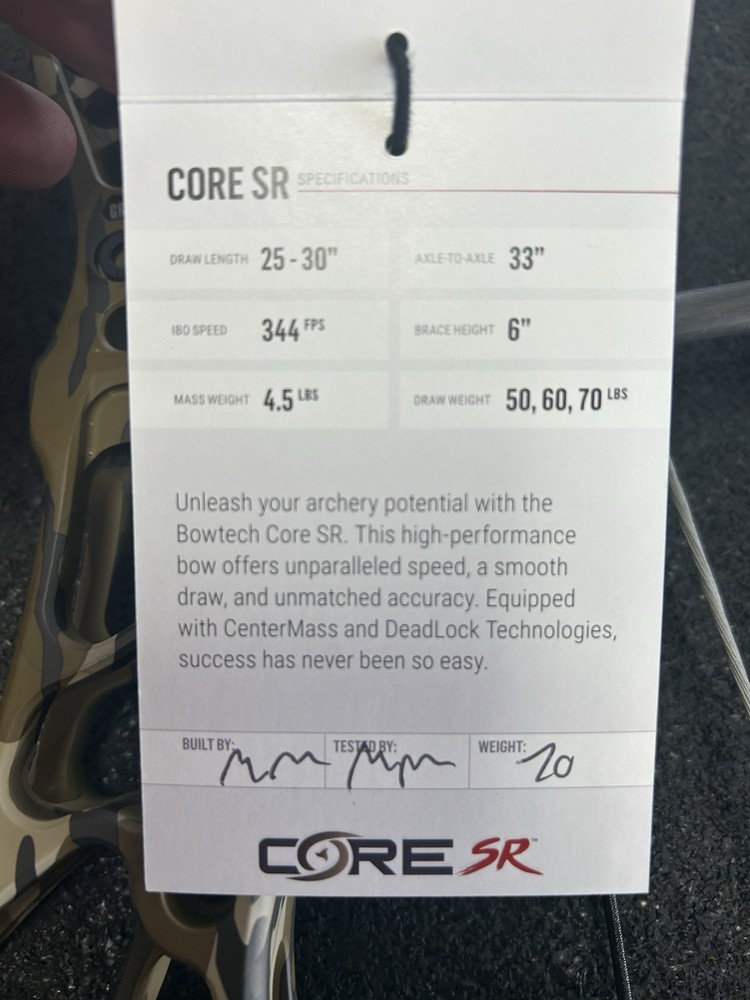 CORE SR SPECIFICATIONS
DRAW LENGTH 25 - 30" AXLE-TO-AXLE 33"
IBO SPEED 344 FPS BRACE HEIGHT 6"
MASS WEIGHT 4.5 LBS DRAW WEIGHT 50, 60, 70 LBS
Unleash your archery potential with the
Bowtech Core SR. This high-performance
bow offers unparalleled speed, a smooth
draw, and unmatched accuracy. Equipped
with CenterMass and DeadLock Technologies,
success has never been so easy.
BUILT BY: TESTED BY: WEIGHT: 70
CORE SR™